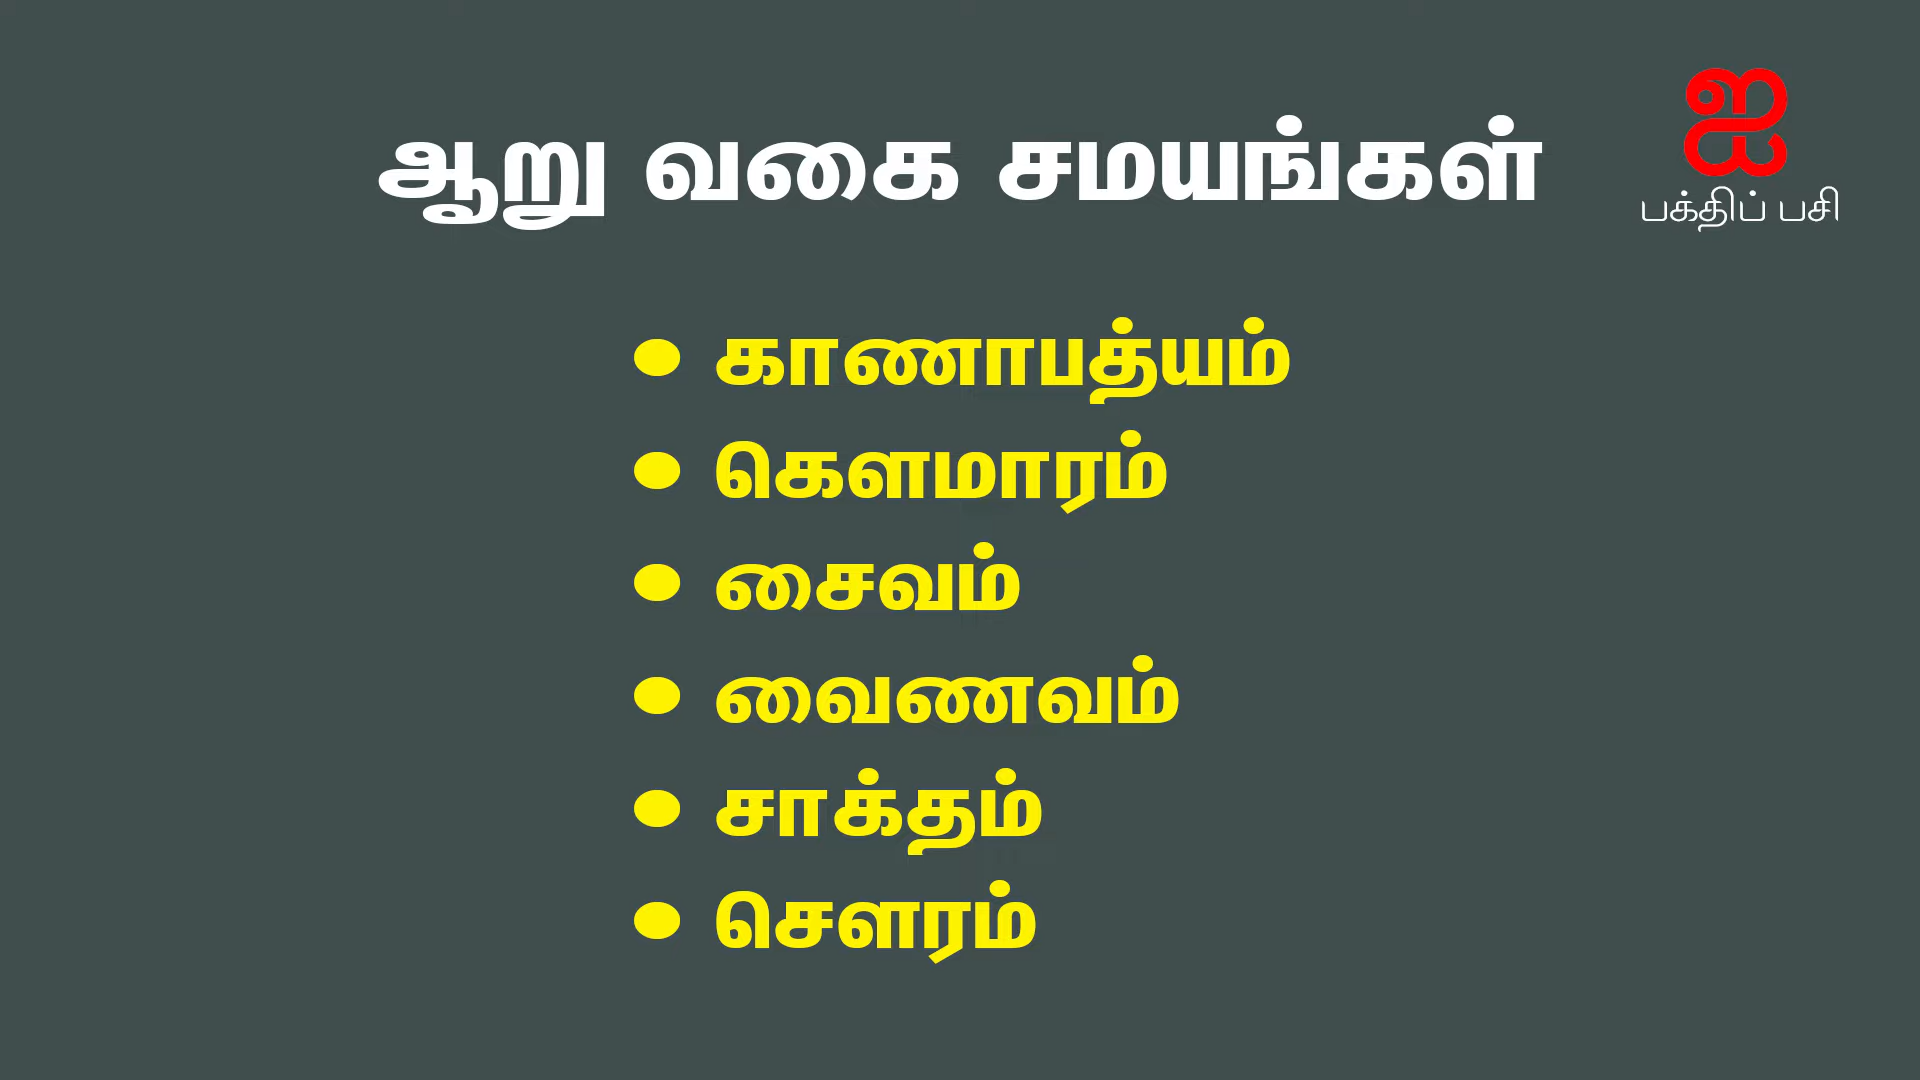 ஆறு வகை சமயங்கள்
ஐ
பக்திப் பசி
• காணாபத்யம்
• கௌமாரம்
• சைவம்
• வைணவம்
• சாக்தம்
• சௌரம்